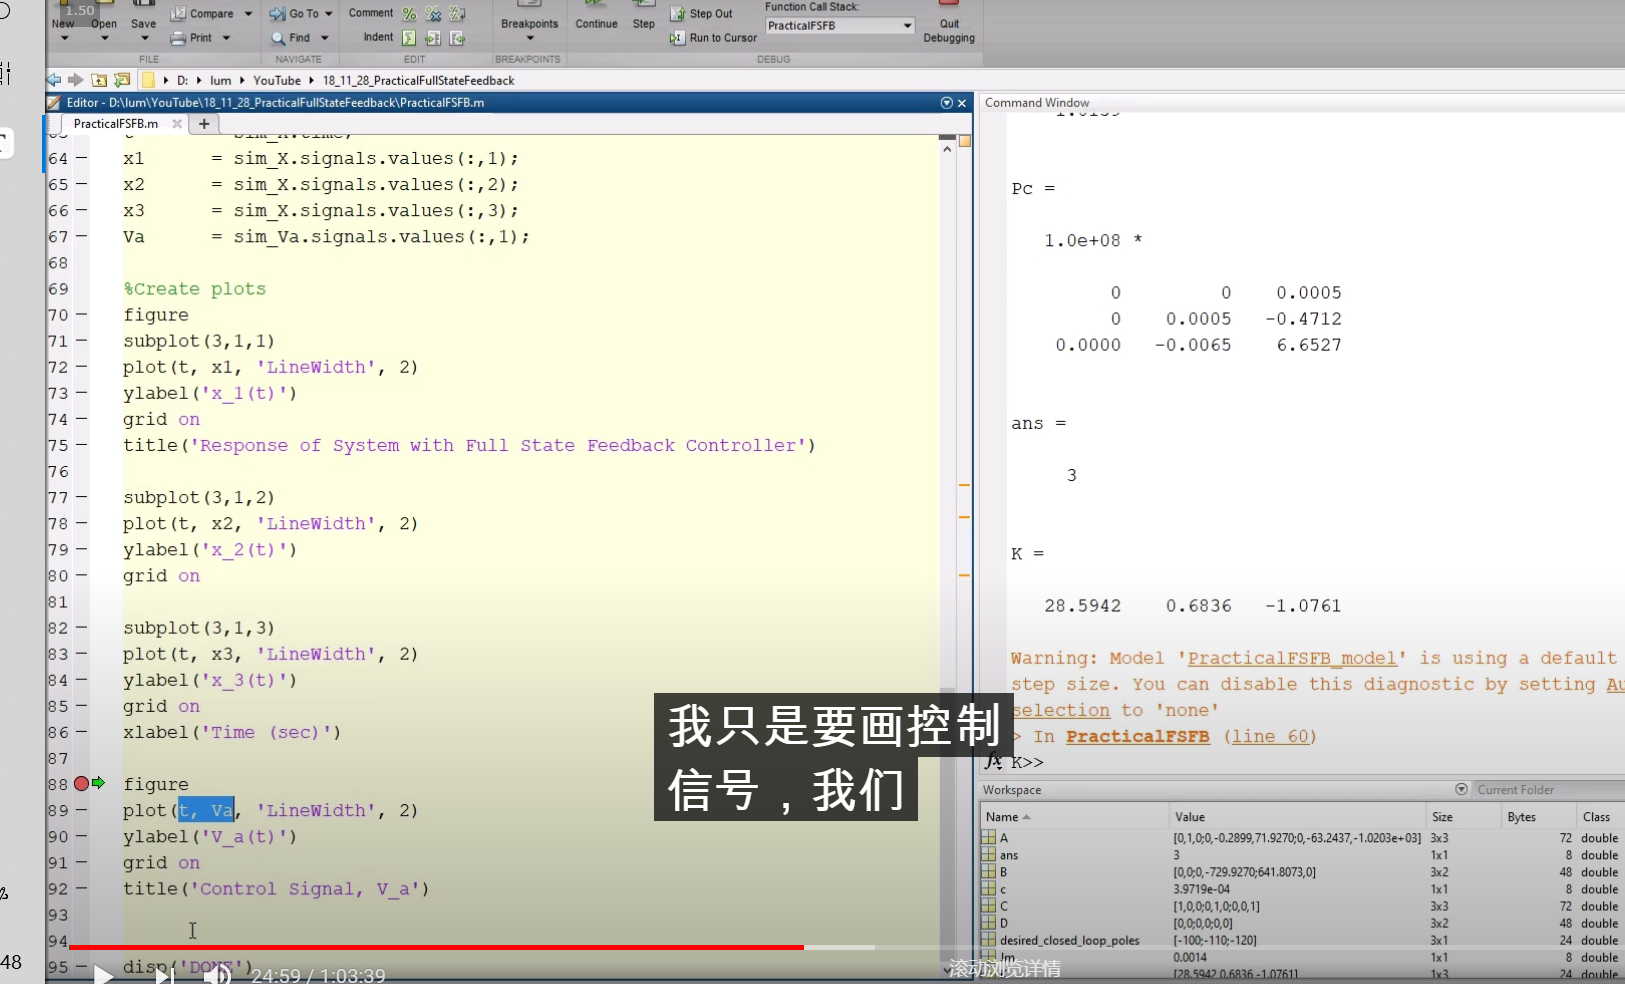 1.50
New
Open
Save
Compare
Print
FILE
Go To
Find
NAVIGATE
Comment
Indent
EDIT
Breakpoints
BREAKPOINTS
Continue
Step
Step Out
Run to Cursor
Function Call Stack:
PracticalFSFB
Quit
Debugging
DEBUG
D: ▸ lum ▸ YouTube ▸ 18_11_28_PracticalFullStateFeedback
Editor - D:\lum\YouTube\18_11_28_PracticalFullStateFeedback\PracticalFSFB.m
PracticalFSFB.m
64 – x1 = sim_X.signals.values(:,1);
65 – x2 = sim_X.signals.values(:,2);
66 – x3 = sim_X.signals.values(:,3);
67 – Va = sim_Va.signals.values(:,1);
68
69 %Create plots
70 – figure
71 – subplot(3,1,1)
72 – plot(t, x1, 'LineWidth', 2)
73 – ylabel('x_1(t)')
74 – grid on
75 – title('Response of System with Full State Feedback Controller')
76
77 – subplot(3,1,2)
78 – plot(t, x2, 'LineWidth', 2)
79 – ylabel('x_2(t)')
80 – grid on
81
82 – subplot(3,1,3)
83 – plot(t, x3, 'LineWidth', 2)
84 – ylabel('x_3(t)')
85 – grid on
86 – xlabel('Time (sec)')
87
88 figure
89 – plot(t, Va, 'LineWidth', 2)
90 – ylabel('V_a(t)')
91 – grid on
92 – title('Control Signal, V_a')
93
94
95 – disp('DONE')
24:59 / 1:03:39
48
Command Window
Pc =
1.0e+08 *
0 0 0.0005
0 0.0005 -0.4712
0.0000 -0.0065 6.6527
ans =
3
K =
28.5942 0.6836 -1.0761
Warning: Model 'PracticalFSFB_model' is using a default
step size. You can disable this diagnostic by setting Au
selection to 'none'
> In PracticalFSFB (line 60)
fx K>>
我只是要画控制
信号，我们
Workspace
Current Folder
Name Value Size Bytes Class
A [0,1,0;0,-0.2899,71.9270;0,-63.2437,-1.0203e+03] 3x3 72 double
ans 3 1x1 8 double
B [0,0;0,-729.9270;641.8073,0] 3x2 48 double
c 3.9719e-04 1x1 8 double
C [1,0,0;0,1,0;0,0,1] 3x3 72 double
D [0,0;0,0;0,0] 3x2 48 double
desired_closed_loop_poles [-100;-110;-120] 3x1 24 double
Jm 0.0014 1x1 8 double
[28.5942,0.6836,-1.0761] 1x3 24 double
滚动浏览详情